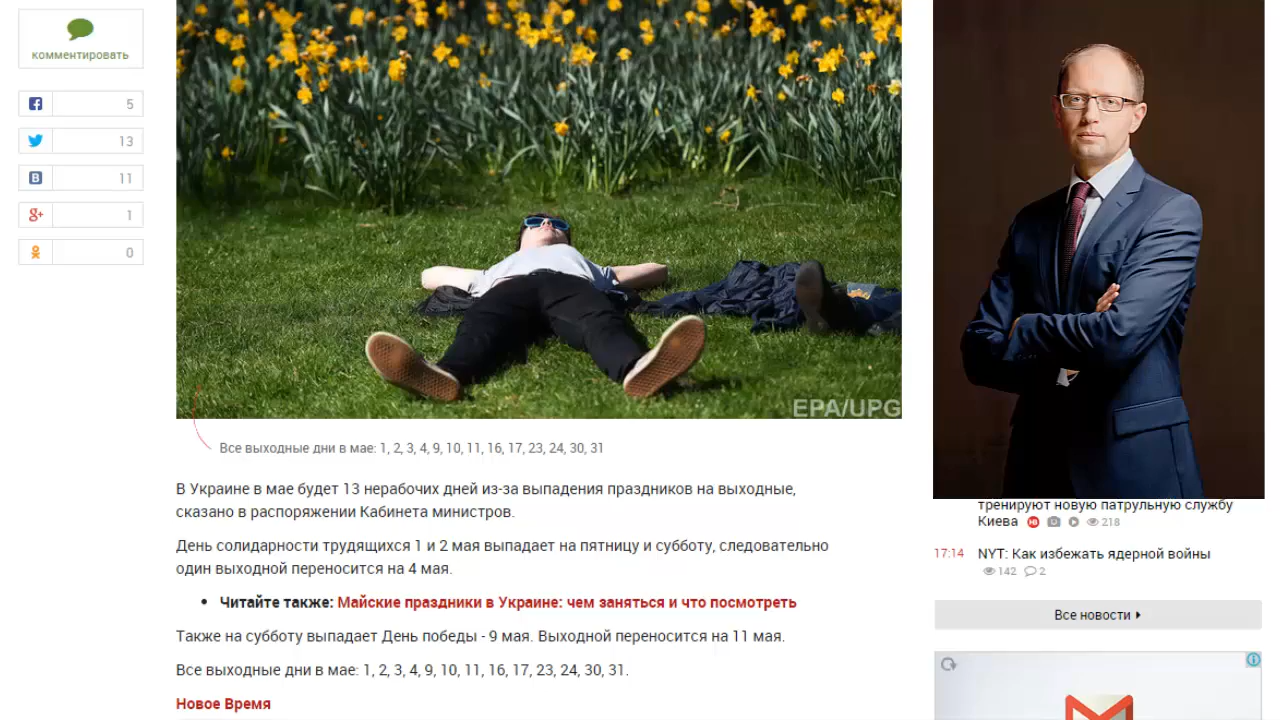 комментировать
5
13
11
1
0
EPA/UPG
Все выходные дни в мае: 1, 2, 3, 4, 9, 10, 11, 16, 17, 23, 24, 30, 31
В Украине в мае будет 13 нерабочих дней из-за выпадения праздников на выходные,
сказано в распоряжении Кабинета министров.
День солидарности трудящихся 1 и 2 мая выпадает на пятницу и субботу, следовательно
один выходной переносится на 4 мая.
• Читайте также: Майские праздники в Украине: чем заняться и что посмотреть
Также на субботу выпадает День победы - 9 мая. Выходной переносится на 11 мая.
Все выходные дни в мае: 1, 2, 3, 4, 9, 10, 11, 16, 17, 23, 24, 30, 31.
Новое Время
тренируют новую патрульную службу
Киева НВ 218
17:14 NYT: Как избежать ядерной войны
142 2
Все новости